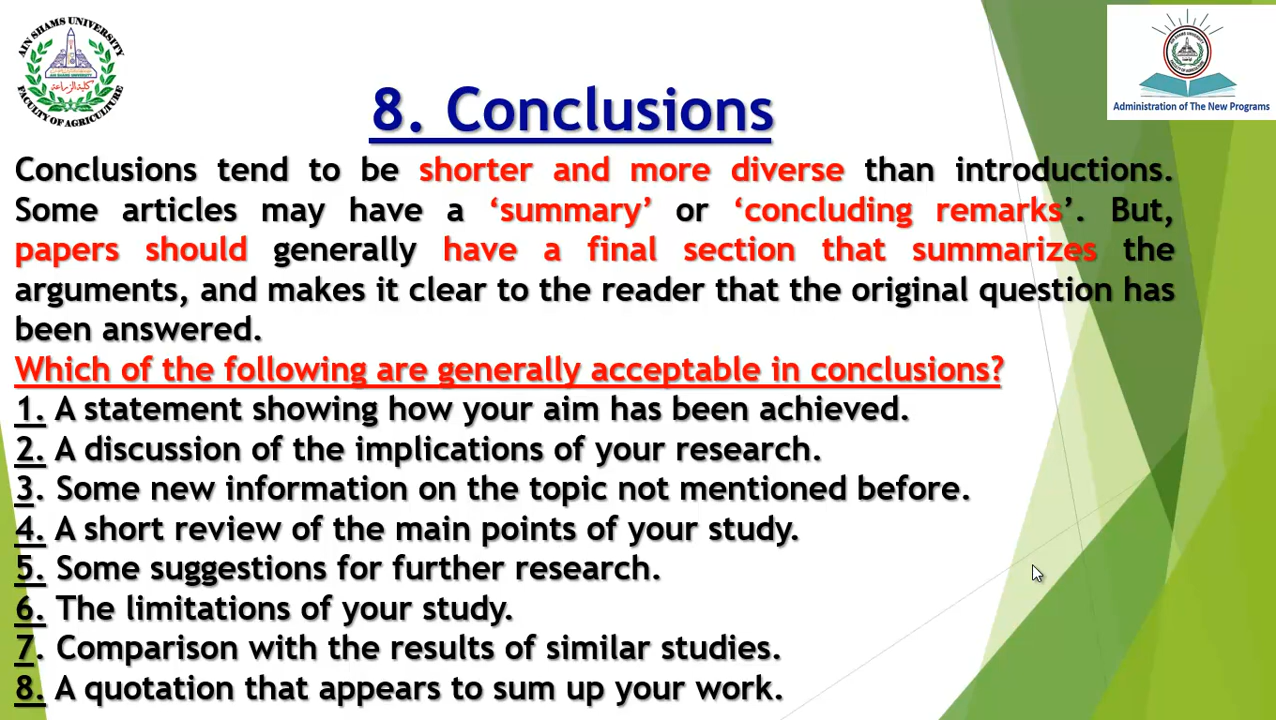 AIN SHAMS UNIVERSITY
AIN SHAMS UNIVERSITY
كلية الزراعة
FACULTY OF AGRICULTURE
Administration of The New Programs
8. Conclusions
Conclusions tend to be shorter and more diverse than introductions.
Some articles may have a ‘summary’ or ‘concluding remarks’. But,
papers should generally have a final section that summarizes the
arguments, and makes it clear to the reader that the original question has
been answered.
Which of the following are generally acceptable in conclusions?
1. A statement showing how your aim has been achieved.
2. A discussion of the implications of your research.
3. Some new information on the topic not mentioned before.
4. A short review of the main points of your study.
5. Some suggestions for further research.
6. The limitations of your study.
7. Comparison with the results of similar studies.
8. A quotation that appears to sum up your work.